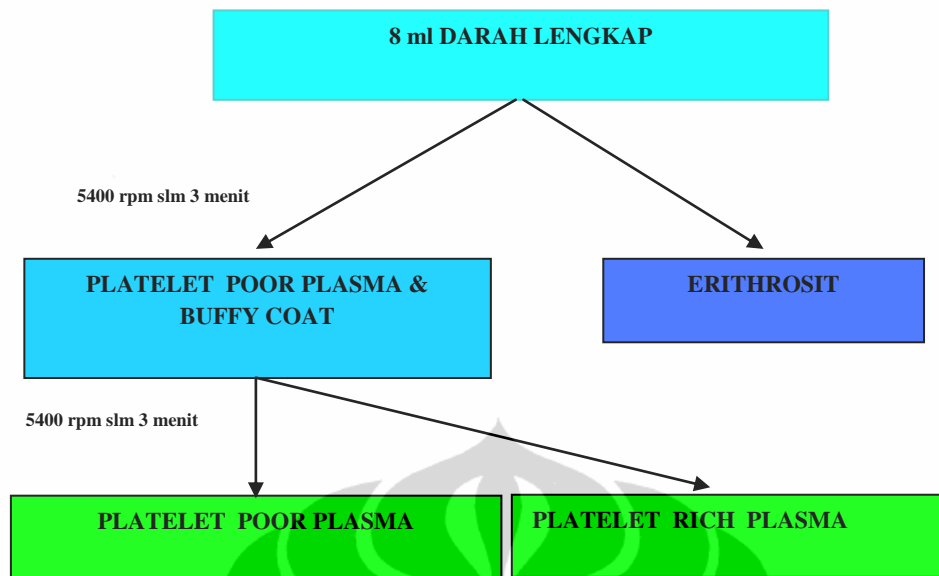 8 ml DARAH LENGKAP
5400 rpm slm 3 menit
PLATELET POOR PLASMA &
BUFFY COAT
ERITHROSIT
5400 rpm slm 3 menit
PLATELET POOR PLASMA
PLATELET RICH PLASMA